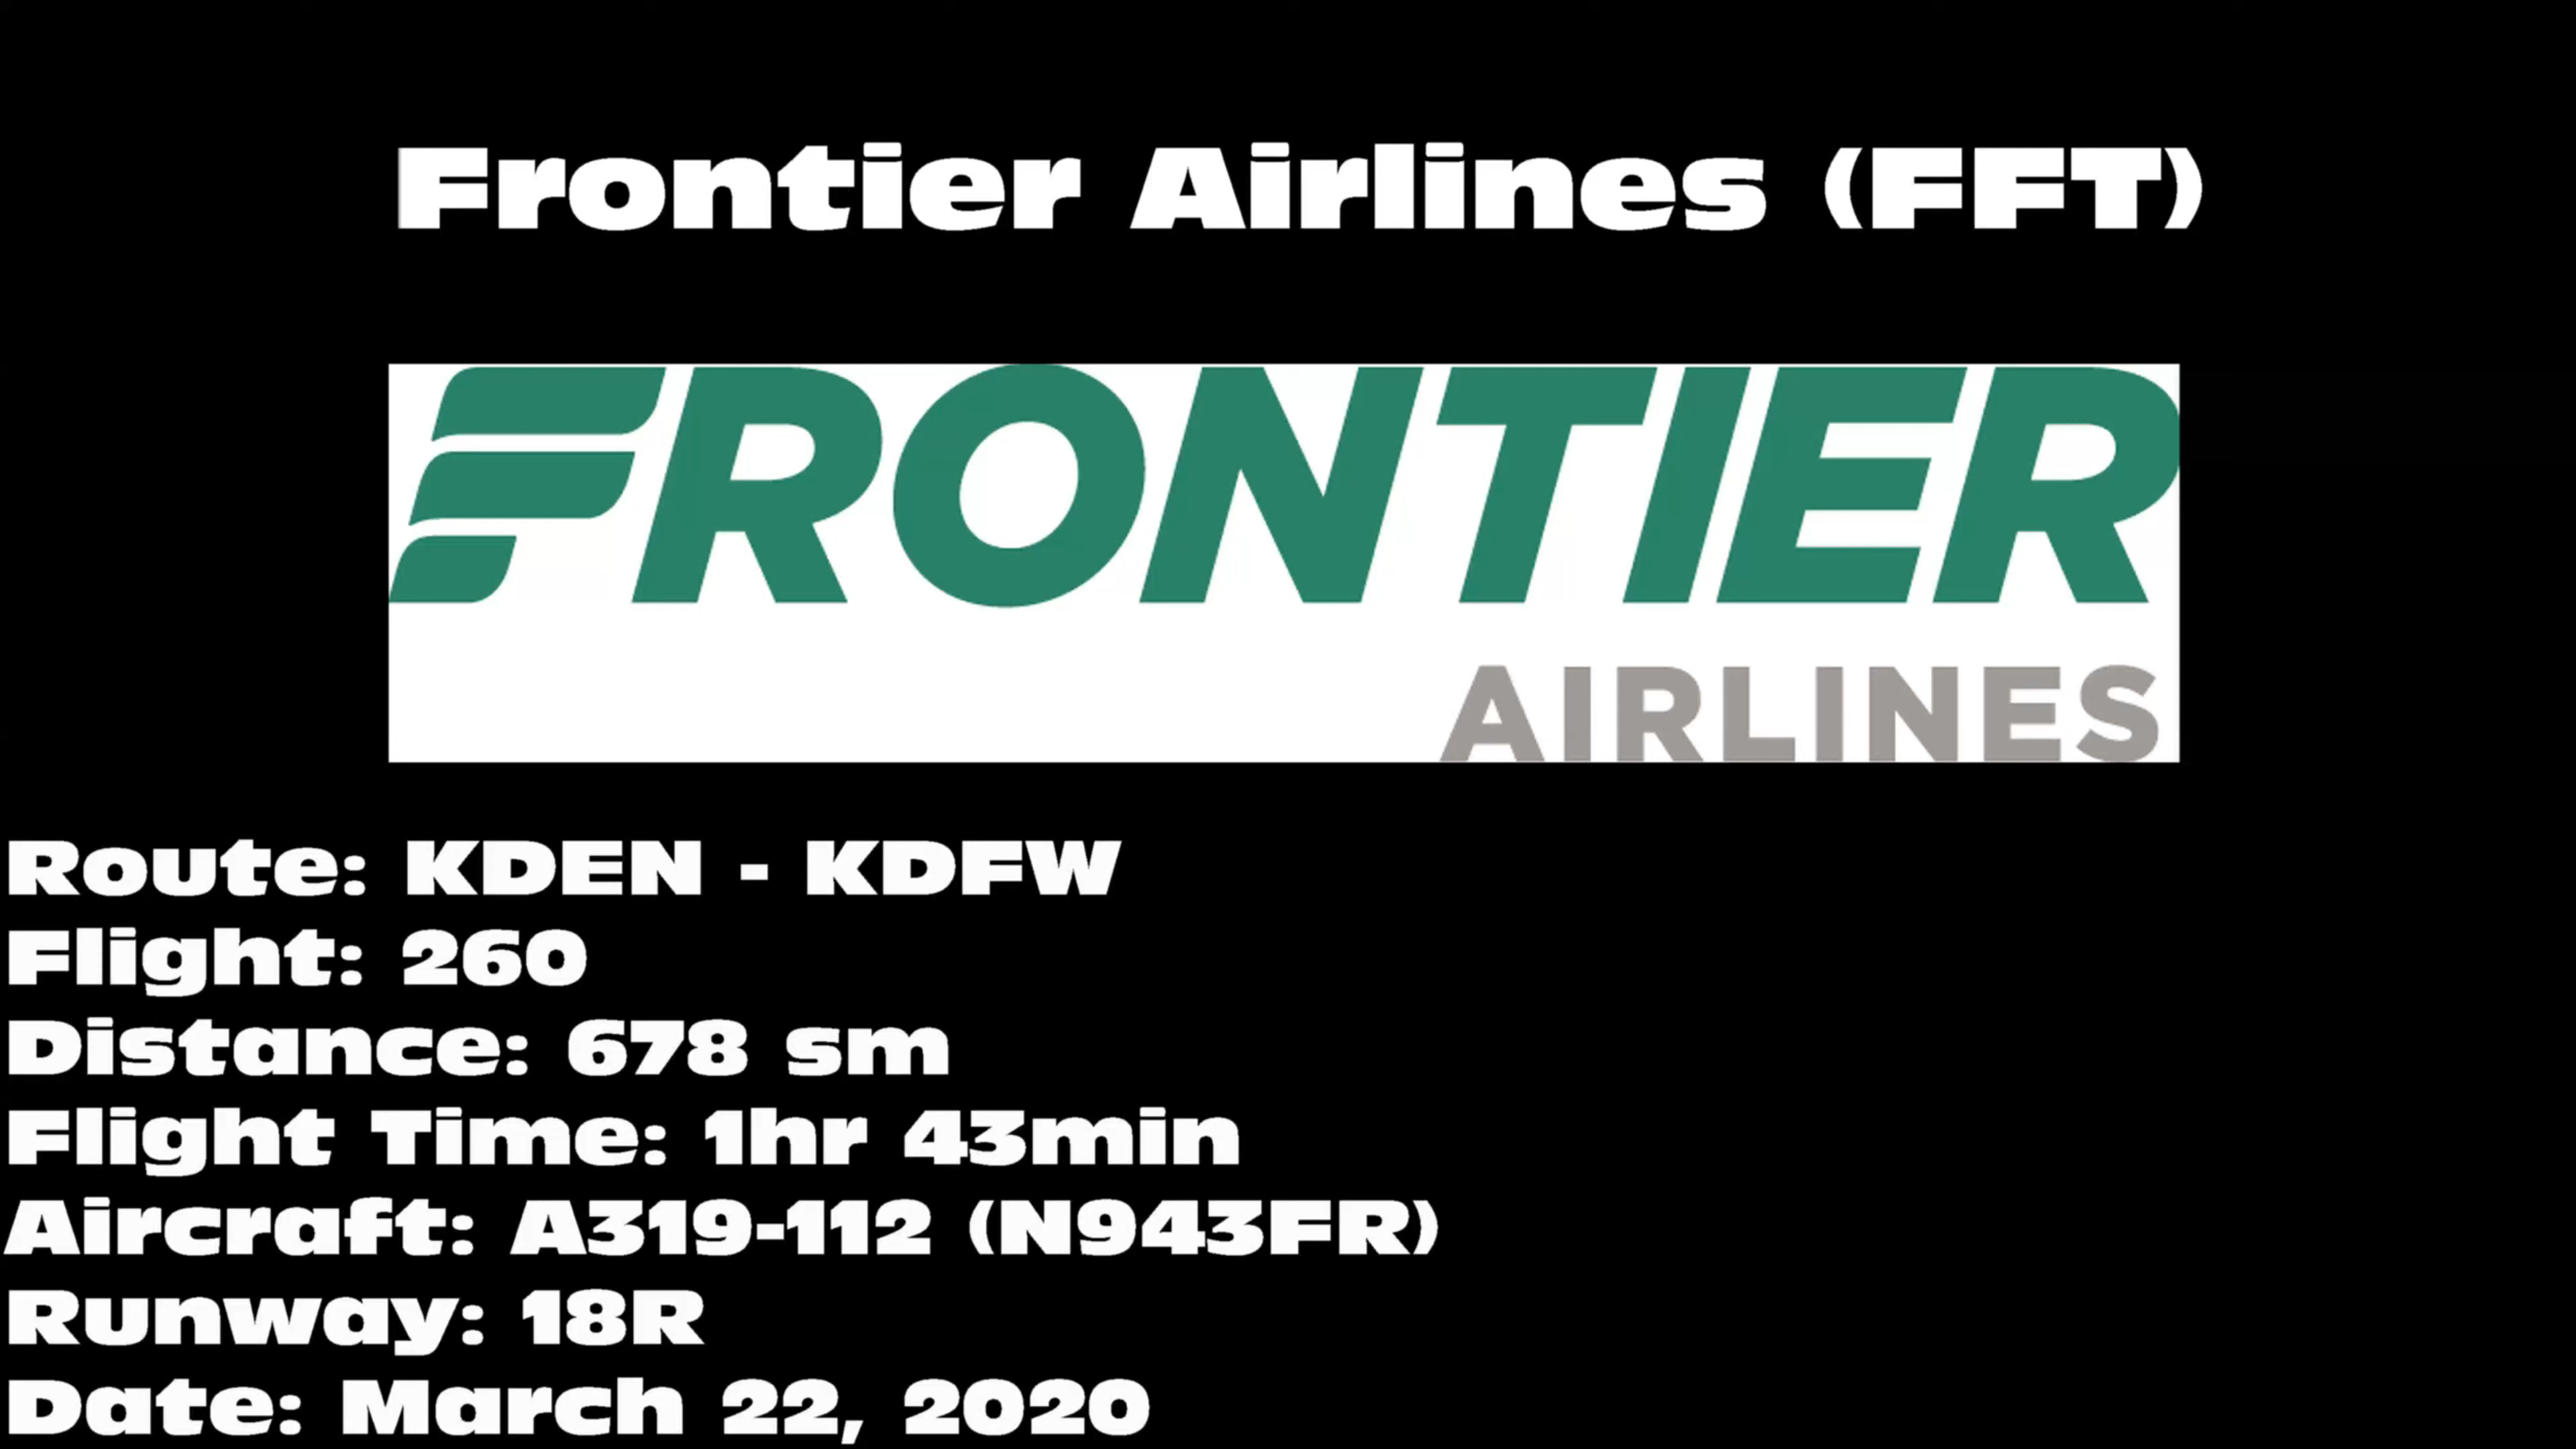 Frontier Airlines (FFT)
FRONTIER
AIRLINES
Route: KDEN - KDFW
Flight: 260
Distance: 678 sm
Flight Time: 1hr 43min
Aircraft: A319-112 (N943FR)
Runway: 18R
Date: March 22, 2020